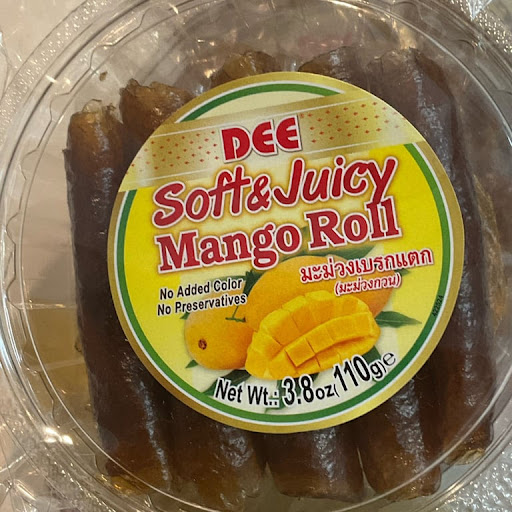 DEE
Soft & Juicy
Mango Roll
มะม่วงเบรกแตก
(มะม่วงกวน)
No Added Color
No Preservatives
Net Wt.: 3.8oz(110g)e